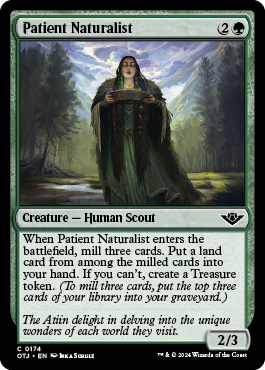 Patient Naturalist 2
Creature — Human Scout
When Patient Naturalist enters the
battlefield, mill three cards. Put a land
card from among the milled cards into
your hand. If you can't, create a Treasure
token. (To mill three cards, put the top three
cards of your library into your graveyard.)
The Atiin delight in delving into the unique
wonders of each world they visit.
2/3
C 0174
OTJ • EN Inka Schulz
™ & © 2024 Wizards of the Coast